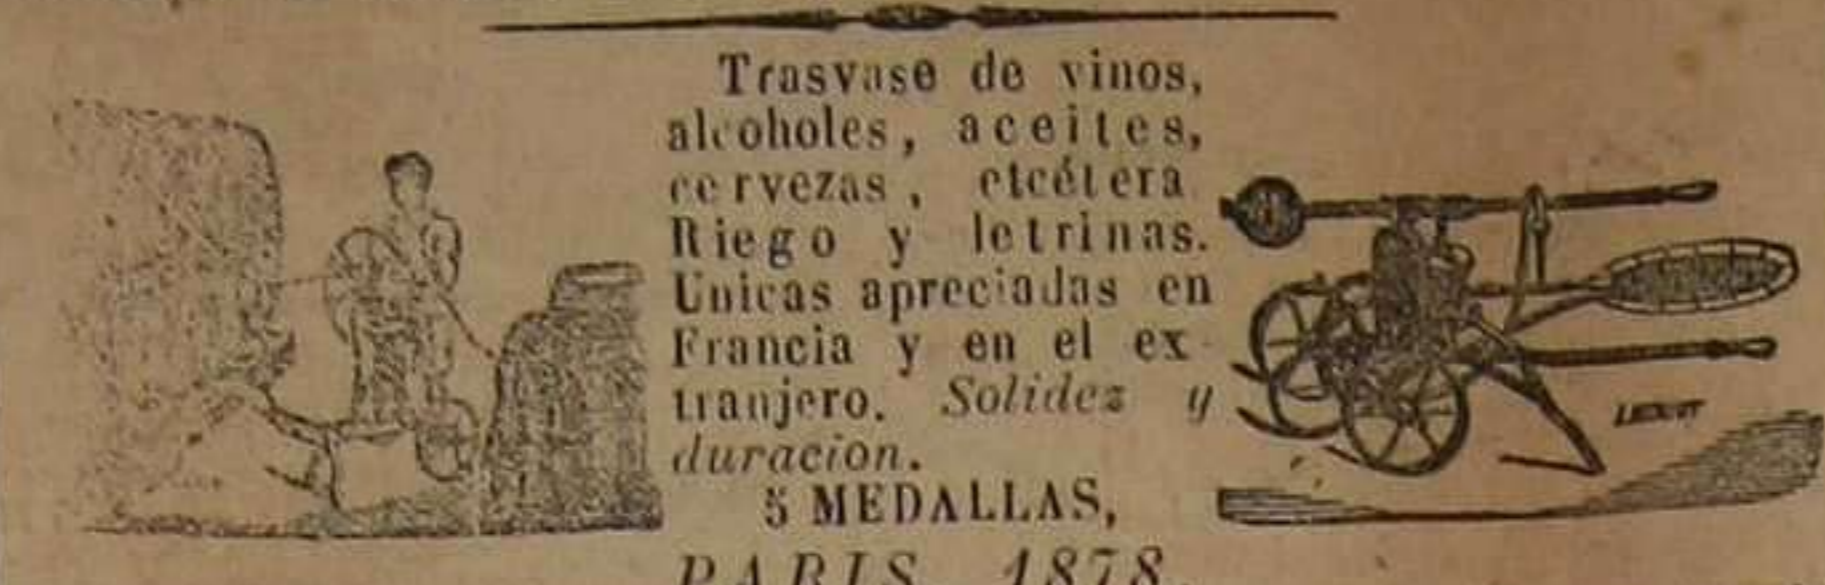 Trasvase de vinos,
alcoholes, aceites,
cervezas, etcétera
Riego y letrinas.
Unicas apreciadas en
Francia y en el ex-
tranjero. Solidez y
duracion.
5 MEDALLAS,
PARIS 1878.